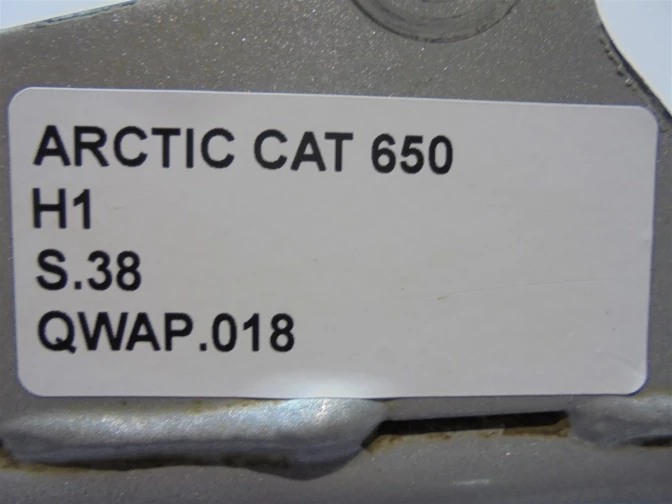 ARCTIC CAT 650
H1
S.38
QWAP.018